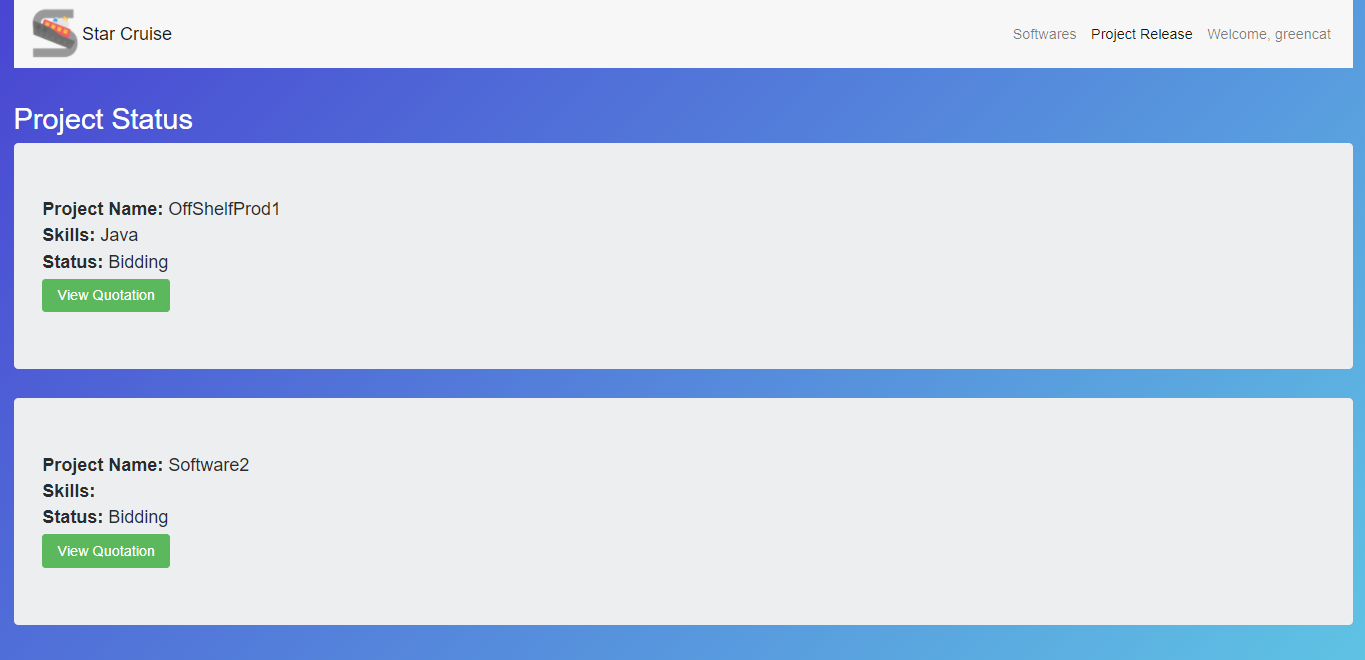 Star Cruise
Softwares Project Release Welcome, greencat
Project Status
Project Name: OffShelfProd1
Skills: Java
Status: Bidding
View Quotation
Project Name: Software2
Skills:
Status: Bidding
View Quotation